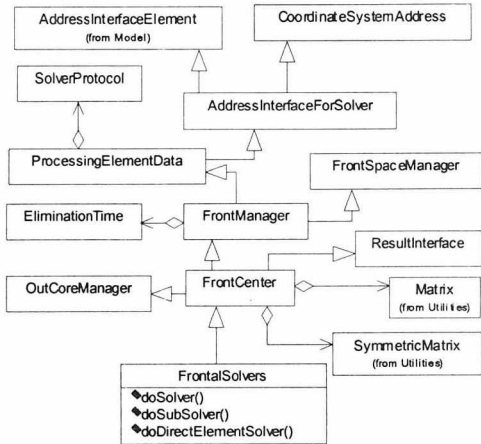 AddressInterfaceElement
(from Model)
CoordinateSystemAddress
SolverProtocol
AddressInterfaceForSolver
ProcessingElementData
FrontSpaceManager
EliminationTime
FrontManager
ResultInterface
OutCoreManager
FrontCenter
Matrix
(from Utilities)
SymmetricMatrix
(from Utilities)
FrontalSolvers
doSolver()
doSubSolver()
doDirectElementSolver()